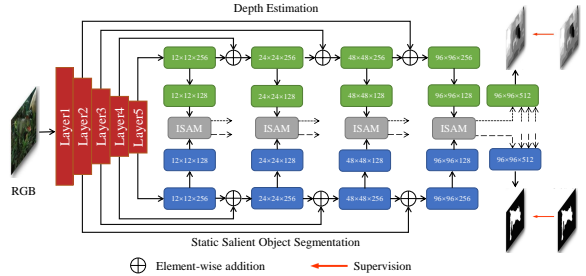 Depth Estimation
12×12×256
24×24×256
48×48×256
96×96×256
12×12×128
24×24×128
48×48×128
96×96×128
96×96×512
Layer1
Layer2
Layer3
Layer4
Layer5
ISAM
ISAM
ISAM
ISAM
RGB
12×12×128
24×24×128
48×48×128
96×96×128
96×96×512
12×12×256
24×24×256
48×48×256
96×96×256
Static Salient Object Segmentation
Element-wise addition
Supervision